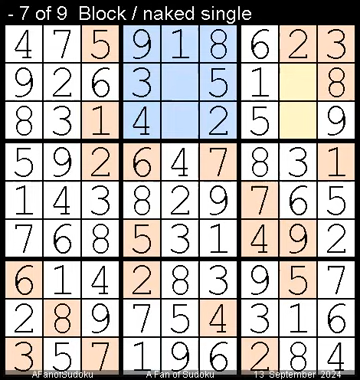 - 7 of 9 Block / naked single
4 7 5 9 1 8 6 2 3
9 2 6 3 5 1 8
8 3 1 4 2 5 9
5 9 2 6 4 7 8 3 1
1 4 3 8 2 9 7 6 5
7 6 8 5 3 1 4 9 2
6 1 4 2 8 3 9 5 7
2 8 9 7 5 4 3 1 6
3 5 7 1 9 6 2 8 4
AFanofSudoku A Fan of Sudoku 13 September 2024